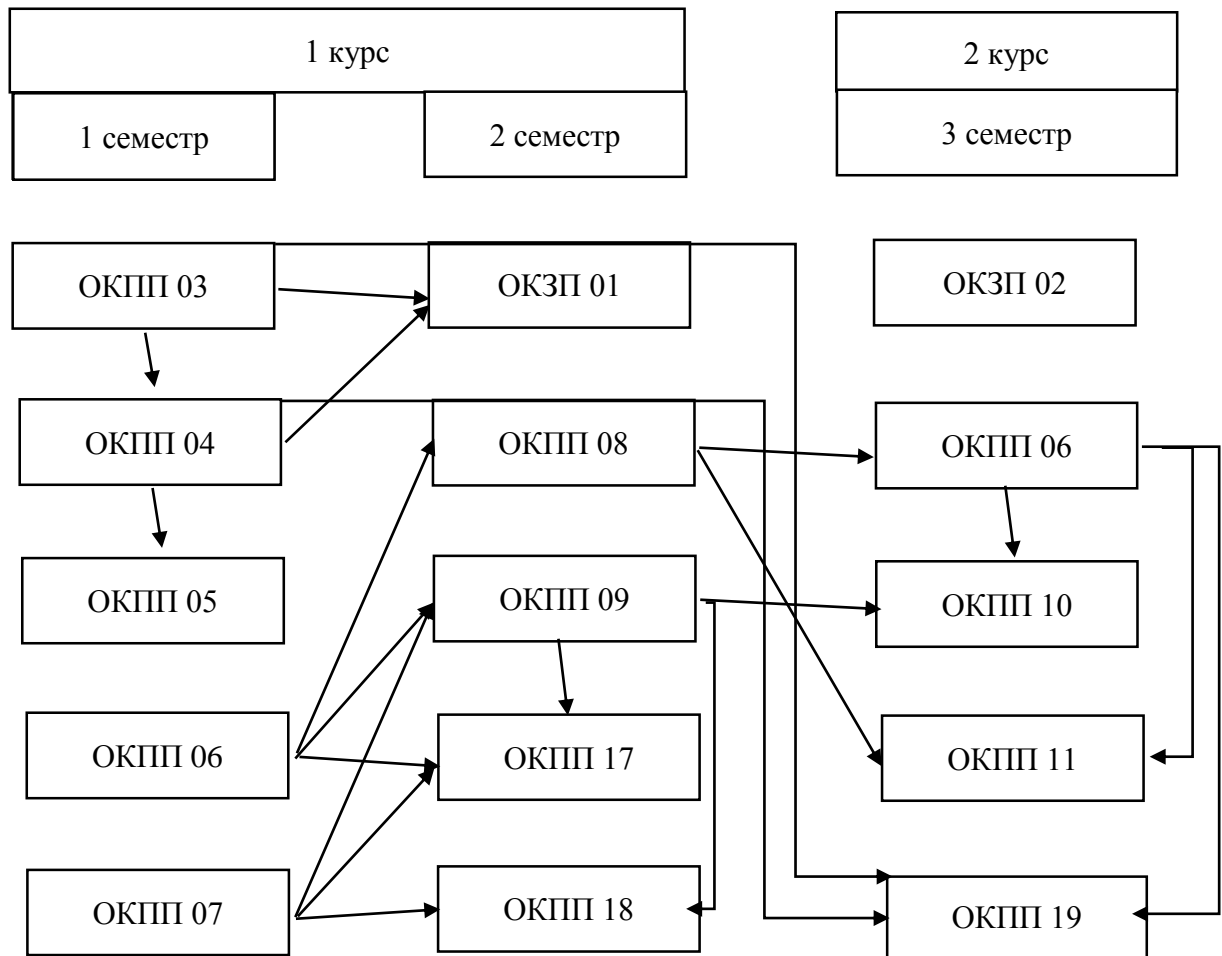 1 курс
2 курс
1 семестр
2 семестр
3 семестр
ОКПП 03
ОКЗП 01
ОКЗП 02
ОКПП 04
ОКПП 08
ОКПП 06
ОКПП 05
ОКПП 09
ОКПП 10
ОКПП 06
ОКПП 17
ОКПП 11
ОКПП 07
ОКПП 18
ОКПП 19